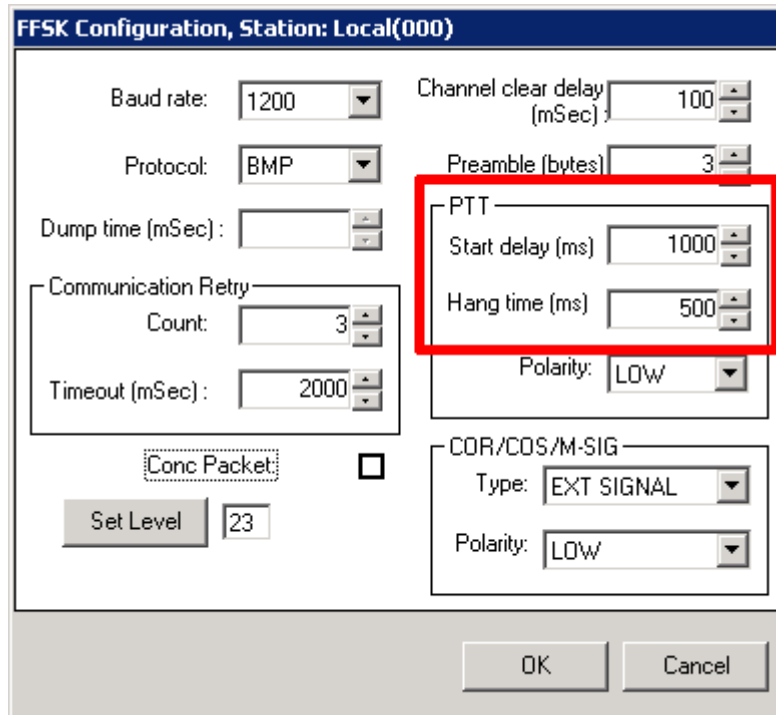 FFSK Configuration, Station: Local(000)
Baud rate: 1200
Channel clear delay (mSec) : 100
Protocol: BMP
Preamble (bytes) 3
Dump time (mSec) :
PTT
Start delay (ms) 1000
Hang time (ms) 500
Polarity: LOW
Communication Retry
Count: 3
Timeout (mSec) : 2000
Conc Packet:
Set Level 23
COR/COS/M-SIG
Type: EXT SIGNAL
Polarity: LOW
OK Cancel